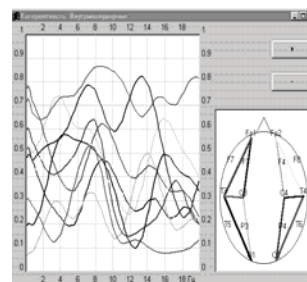 Когерентность: Внутриполушарные
1 2 4 6 8 10 12 14 16 18 1
0.9 0.9
0.8 0.8
0.7 0.7
0.6 0.6
0.5 0.5
0.4 0.4
0.3 0.3
0.2 0.2
0.1 0.1
0 2 4 6 8 10 12 14 16 18 Гц 0
+
-
Fp1 Fp2
F7 F3 F4 F8
T3 C3 C4 T4
T5 P3 P4 T6
O1 O2